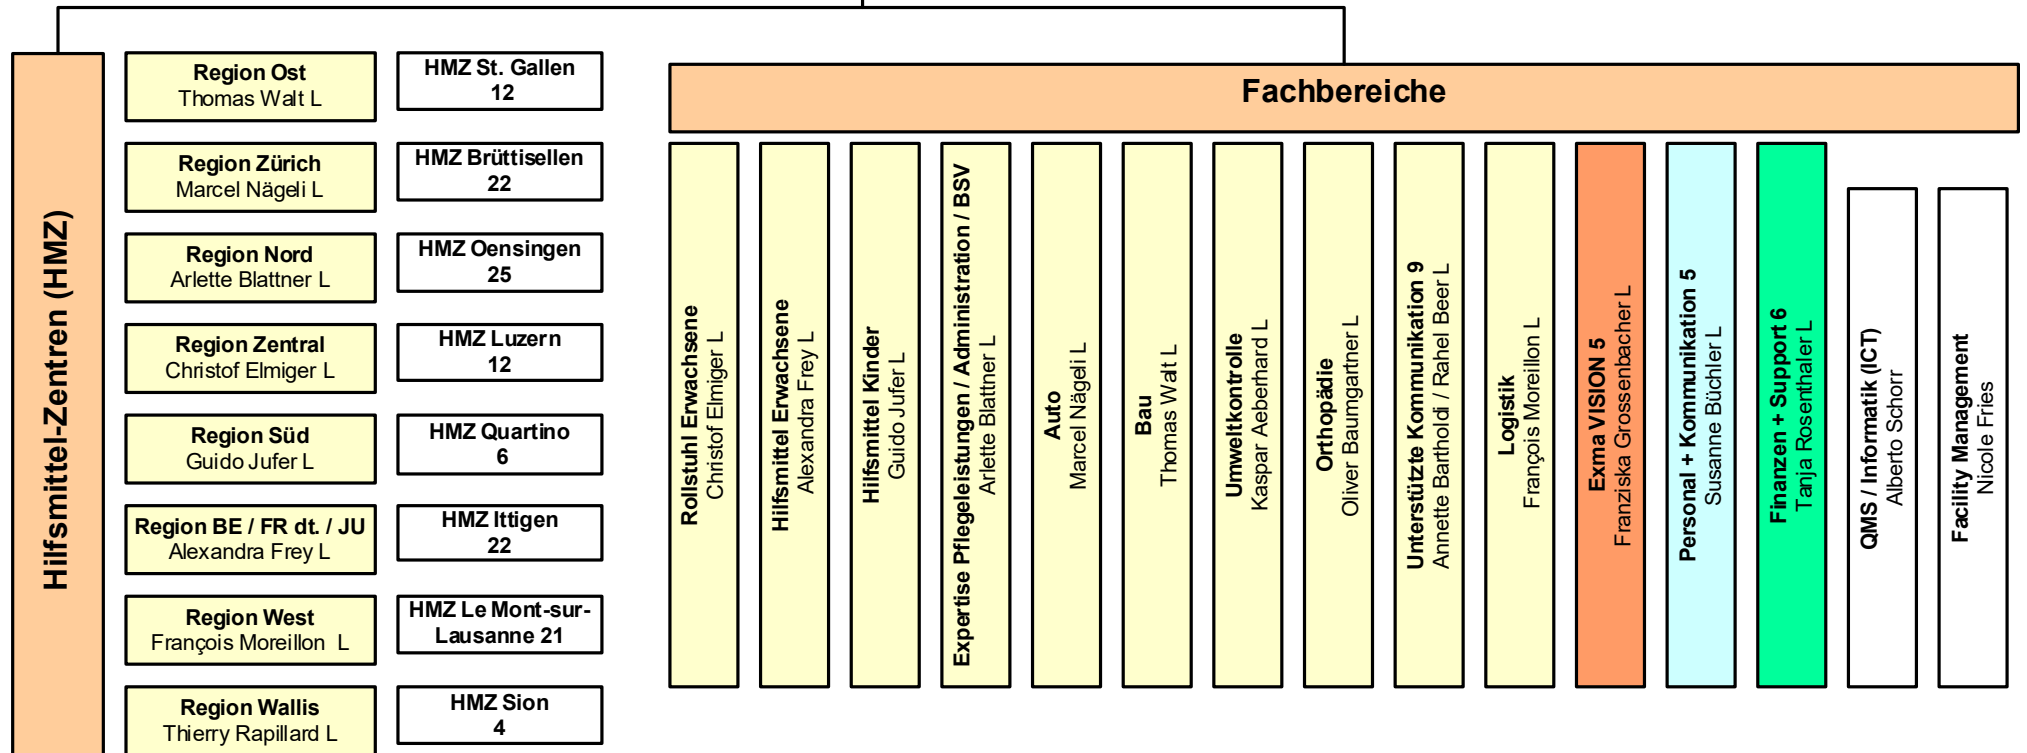 Hilfsmittel-Zentren (HMZ)
Region Ost
Thomas Walt L
HMZ St. Gallen
12
Region Zürich
Marcel Nägeli L
HMZ Brüttisellen
22
Region Nord
Arlette Blattner L
HMZ Oensingen
25
Region Zentral
Christof Elmiger L
HMZ Luzern
12
Region Süd
Guido Jufer L
HMZ Quartino
6
Region BE / FR dt. / JU
Alexandra Frey L
HMZ Ittigen
22
Region West
François Moreillon  L
HMZ Le Mont-sur-
Lausanne 21
Region Wallis
Thierry Rapillard L
HMZ Sion
4
Fachbereiche
Rollstuhl Erwachsene
Christof Elmiger L
Hilfsmittel Erwachsene
Alexandra Frey L
Hilfsmittel Kinder
Guido Jufer L
Expertise Pflegeleistungen / Administration / BSV
Arlette Blattner L
Auto
Marcel Nägeli L
Bau
Thomas Walt L
Umweltkontrolle
Kaspar Aeberhard L
Orthopädie
Oliver Baumgartner L
Unterstützte Kommunikation 9
Annette Bartholdi / Rahel Beer L
Logistik
François Moreillon L
Exma VISION 5
Franziska Grossenbacher L
Personal + Kommunikation 5
Susanne Büchler L
Finanzen + Support 6
Tanja Rosenthaler L
QMS / Informatik (ICT)
Alberto Schorr
Facility Management
Nicole Fries